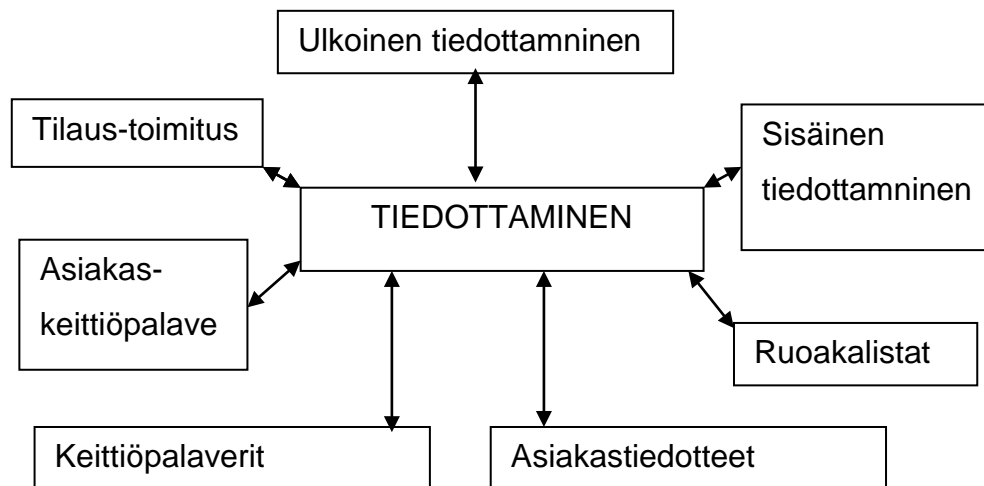 Ulkoinen tiedottamninen
Tilaus-toimitus
Sisäinen
tiedottamninen
TIEDOTTAMINEN
Asiakas-
keittiöpalave
Ruoakalistat
Keittiöpalaverit
Asiakastiedotteet